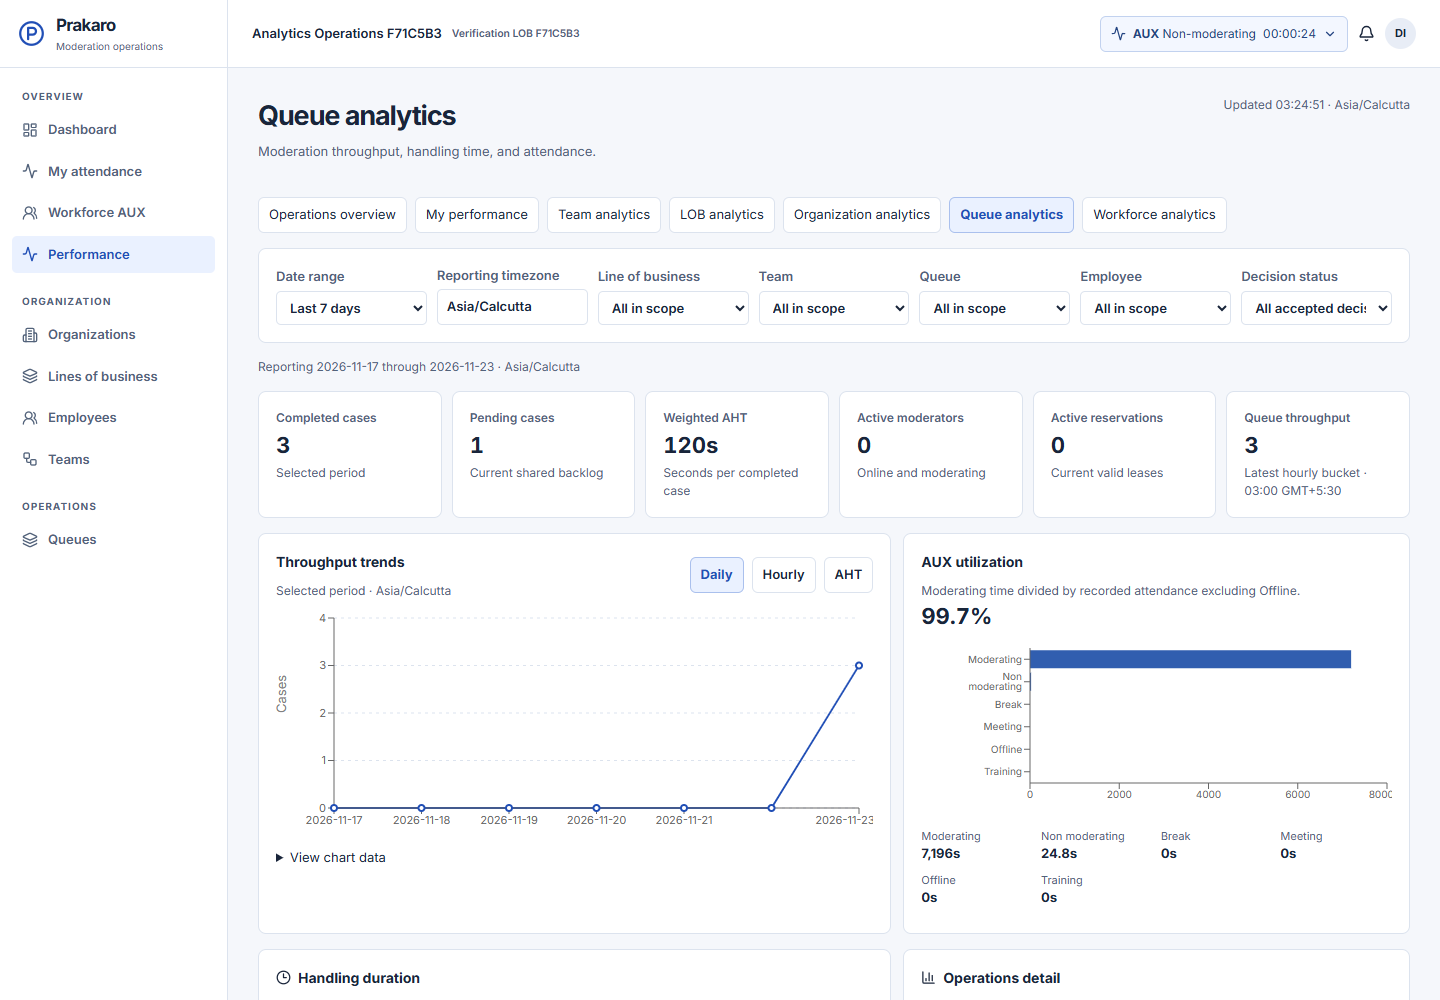 Prakaro
Moderation operations
Analytics Operations F71C5B3 Verification LOB F71C5B3
AUX Non-moderating 00:00:24
DI
OVERVIEW
Dashboard
My attendance
Workforce AUX
Performance
ORGANIZATION
Organizations
Lines of business
Employees
Teams
OPERATIONS
Queues
Queue analytics
Updated 03:24:51 · Asia/Calcutta
Moderation throughput, handling time, and attendance.
Operations overview
My performance
Team analytics
LOB analytics
Organization analytics
Queue analytics
Workforce analytics
Date range
Last 7 days
Reporting timezone
Asia/Calcutta
Line of business
All in scope
Team
All in scope
Queue
All in scope
Employee
All in scope
Decision status
All accepted decis
Reporting 2026-11-17 through 2026-11-23 · Asia/Calcutta
Completed cases
3
Selected period
Pending cases
1
Current shared backlog
Weighted AHT
120s
Seconds per completed
case
Active moderators
0
Online and moderating
Active reservations
0
Current valid leases
Queue throughput
3
Latest hourly bucket ·
03:00 GMT+5:30
Throughput trends
Selected period · Asia/Calcutta
Daily
Hourly
AHT
4
3
2
1
0
Cases
2026-11-17 2026-11-18 2026-11-19 2026-11-20 2026-11-21 2026-11-23
View chart data
AUX utilization
Moderating time divided by recorded attendance excluding Offline.
99.7%
Moderating
Non
moderating
Break
Meeting
Offline
Training
0 2000 4000 6000 8000
Moderating
7,196s
Non moderating
24.8s
Break
0s
Meeting
0s
Offline
0s
Training
0s
Handling duration
Operations detail